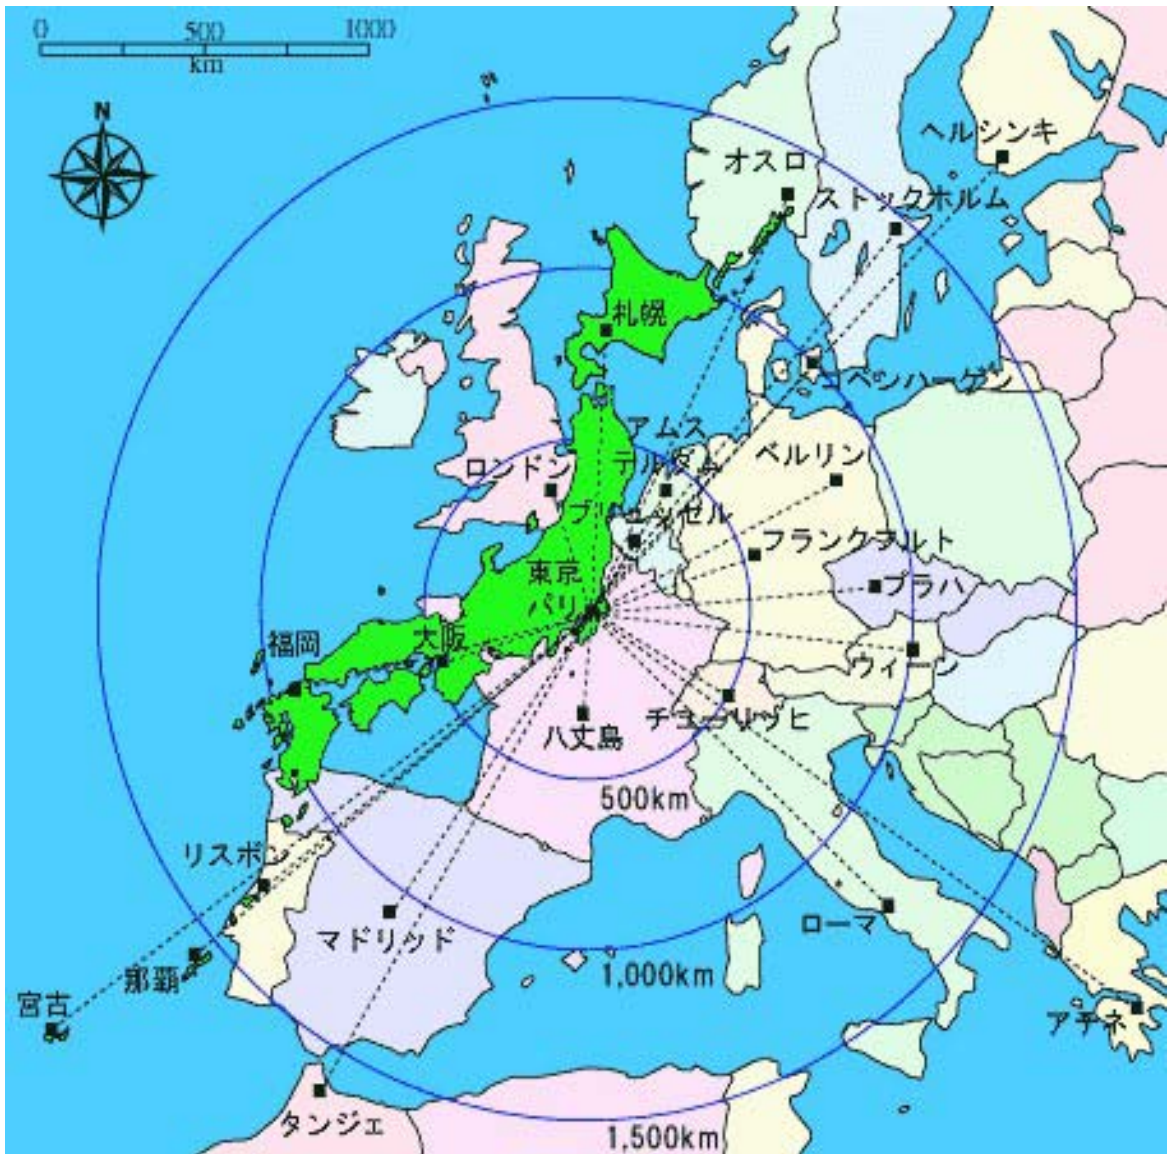 0 500 1000
km
N
ヘルシンキ
オスロ
ストックホルム
札幌
コペンハーゲン
アムス
テルダム
ロンドン
ベルリン
ブリュッセル
フランクフルト
東京
パリ
プラハ
大阪
福岡
ウィーン
チューリッヒ
八丈島
500km
リスボン
マドリッド
ローマ
那覇
1,000km
宮古
アテネ
タンジェ
1,500km